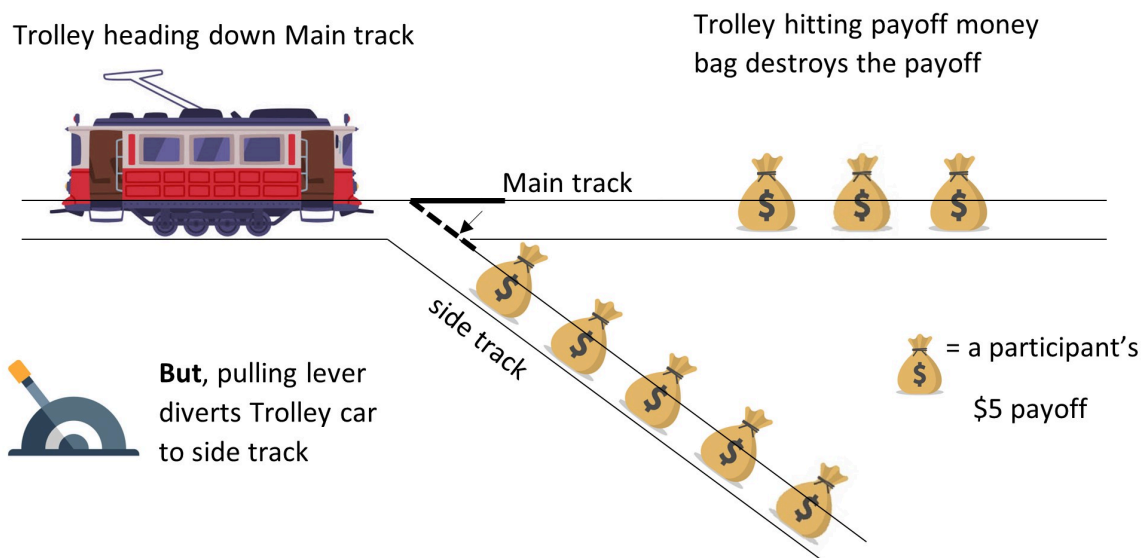 Trolley heading down Main track
Trolley hitting payoff money
bag destroys the payoff
Main track
$ $ $
$
$
$
$
$
side track
But, pulling lever
diverts Trolley car
to side track
$ = a participant's
$5 payoff